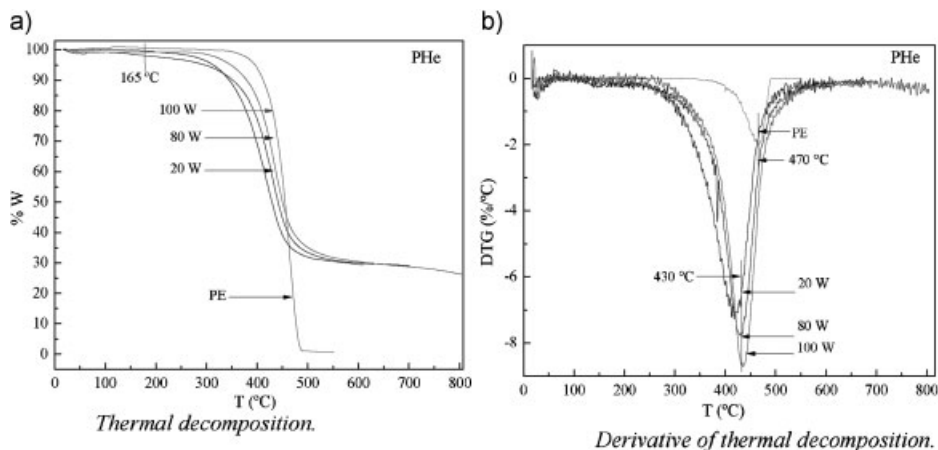 a)
PHe
100
90
80
70
60
50
40
30
20
10
0
% W
165 °C
100 W
80 W
20 W
PE
0 100 200 300 400 500 600 700 800
T (°C)
Thermal decomposition.
b)
PHe
0
-2
-4
-6
-8
DTG (%/°C)
PE
470 °C
430 °C
20 W
80 W
100 W
0 100 200 300 400 500 600 700 800
T (°C)
Derivative of thermal decomposition.